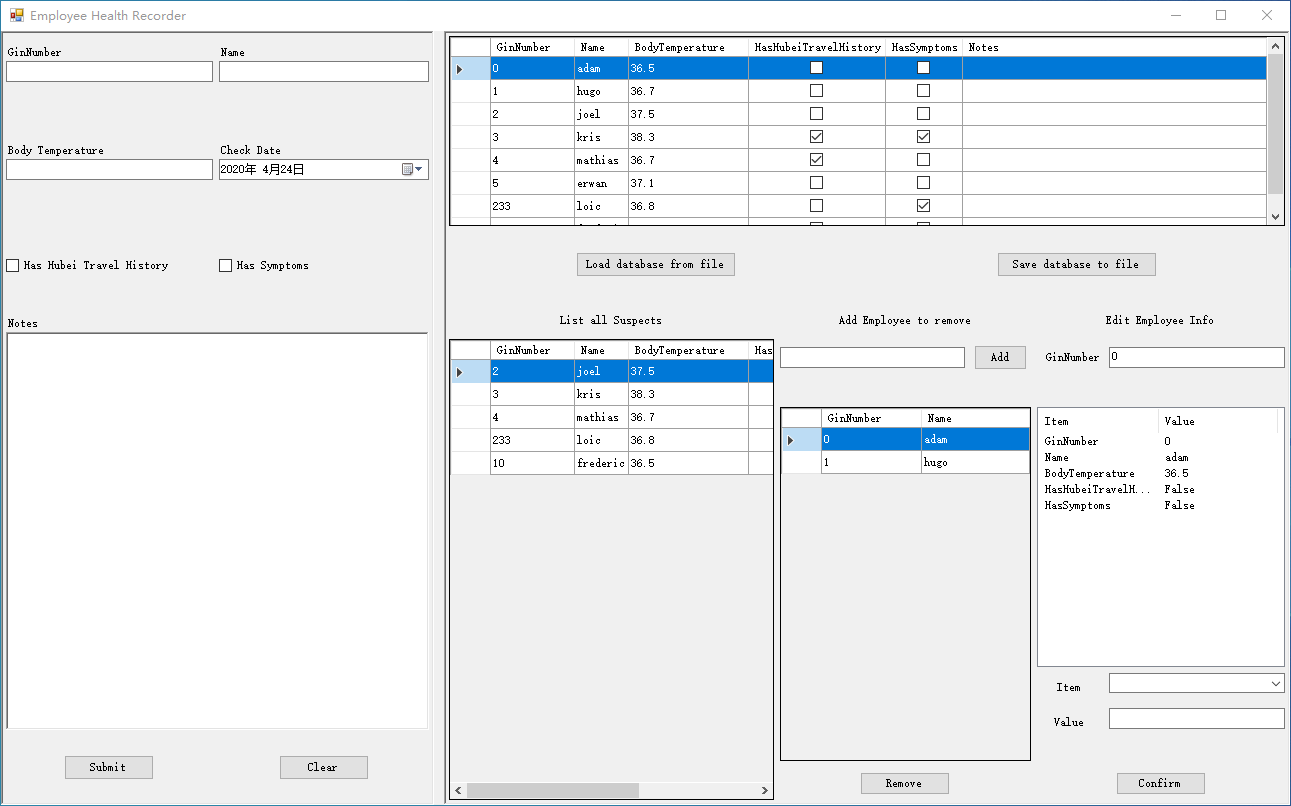 Employee Health Recorder
GinNumber
Name
Body Temperature
Check Date
2020年 4月24日
Has Hubei Travel History
Has Symptoms
Notes
Submit
Clear
GinNumber Name BodyTemperature HasHubeiTravelHistory HasSymptoms Notes
0 adam 36.5
1 hugo 36.7
2 joel 37.5
3 kris 38.3
4 mathias 36.7
5 erwan 37.1
233 loic 36.8
Load database from file
Save database to file
List all Suspects
GinNumber Name BodyTemperature Has
2 joel 37.5
3 kris 38.3
4 mathias 36.7
233 loic 36.8
10 frederic 36.5
Add Employee to remove
Add
GinNumber Name
0 adam
1 hugo
Remove
Edit Employee Info
GinNumber 0
Item Value
GinNumber 0
Name adam
BodyTemperature 36.5
HasHubeiTravelH... False
HasSymptoms False
Item
Value
Confirm